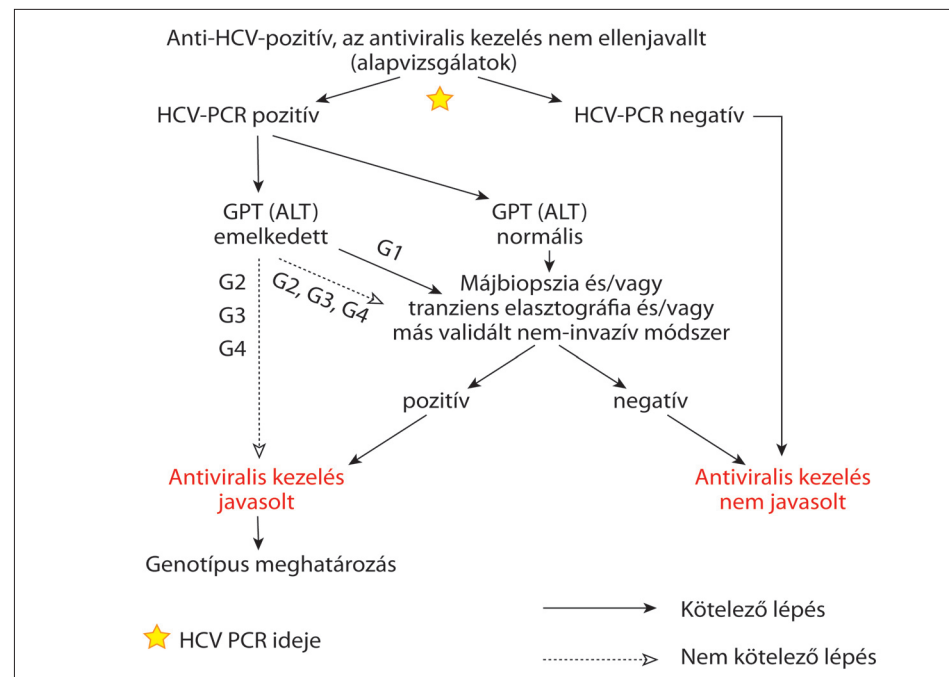 Anti-HCV-pozitív, az antiviralis kezelés nem ellenjavallt
(alapvizsgálatok)
HCV-PCR pozitív
HCV-PCR negatív
GPT (ALT)
emelkedett
GPT (ALT)
normális
G1
G2, G3, G4
G2
G3
G4
Májbiopszia és/vagy
tranziens elasztográfia és/vagy
más validált nem-invazív módszer
pozitív
negatív
Antiviralis kezelés
javasolt
Antiviralis kezelés
nem javasolt
Genotípus meghatározás
Kötelező lépés
HCV PCR ideje
Nem kötelező lépés